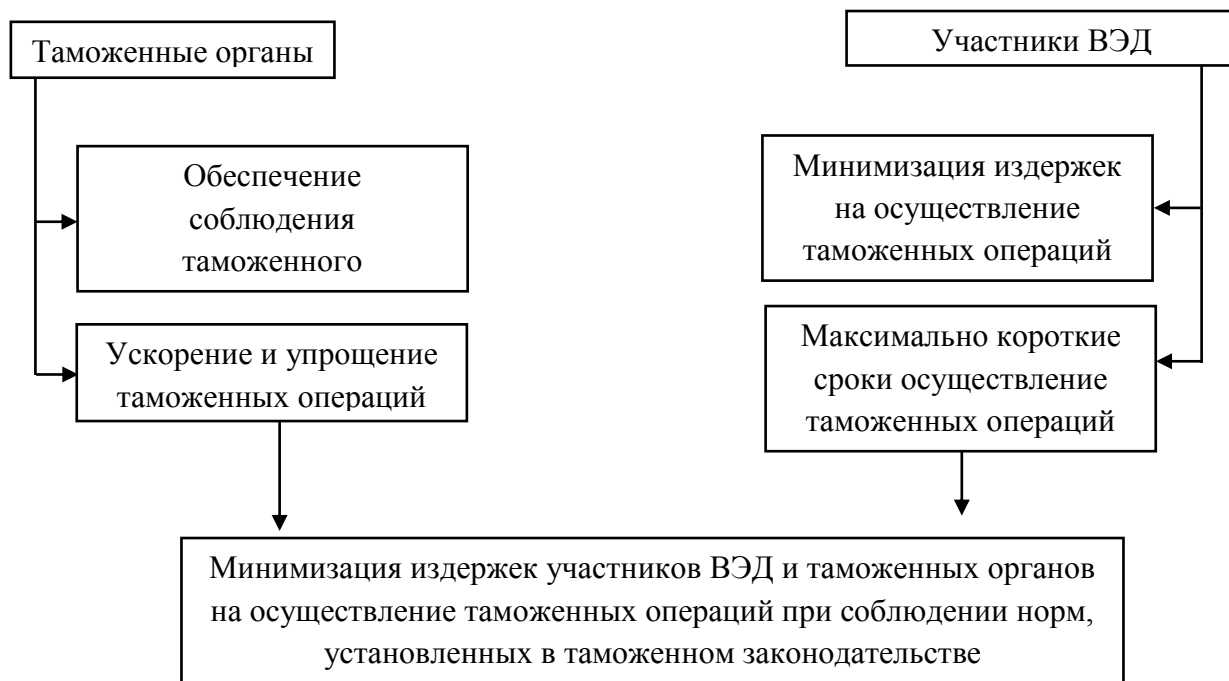 Таможенные органы
Обеспечение
соблюдения
таможенного
Ускорение и упрощение
таможенных операций
Участники ВЭД
Минимизация издержек
на осуществление
таможенных операций
Максимально короткие
сроки осуществление
таможенных операций
Минимизация издержек участников ВЭД и таможенных органов
на осуществление таможенных операций при соблюдении норм,
установленных в таможенном законодательстве